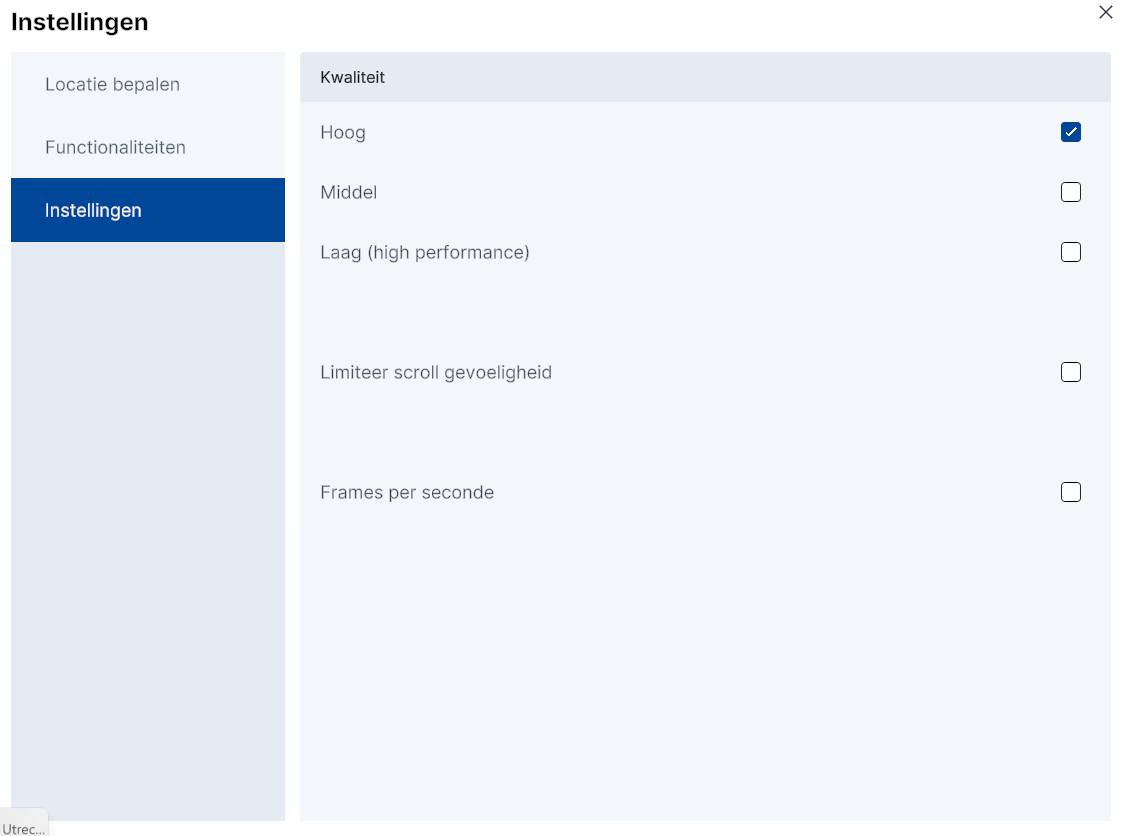 Instellingen
Locatie bepalen
Functionaliteiten
Instellingen
Kwaliteit
Hoog
Middel
Laag (high performance)
Limiteer scroll gevoeligheid
Frames per seconde
Utrec...